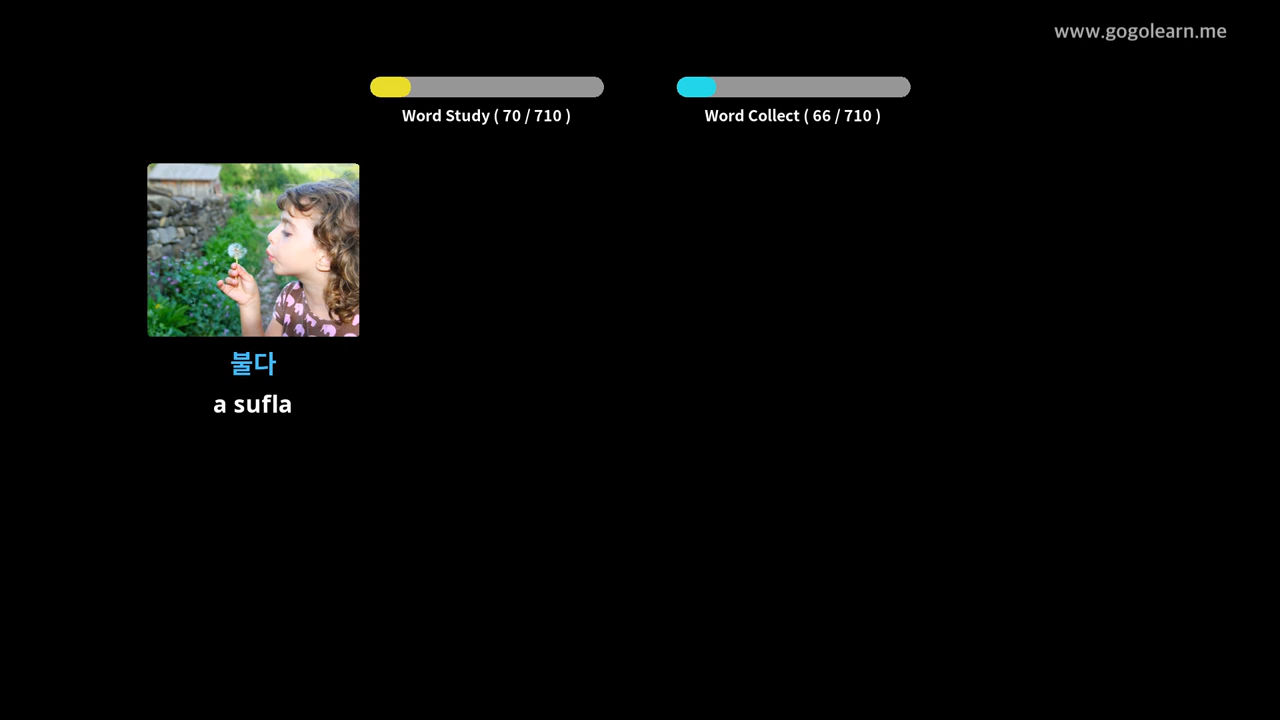 www.gogolearn.me
Word Study ( 70 / 710 )
Word Collect ( 66 / 710 )
불다
a sufla